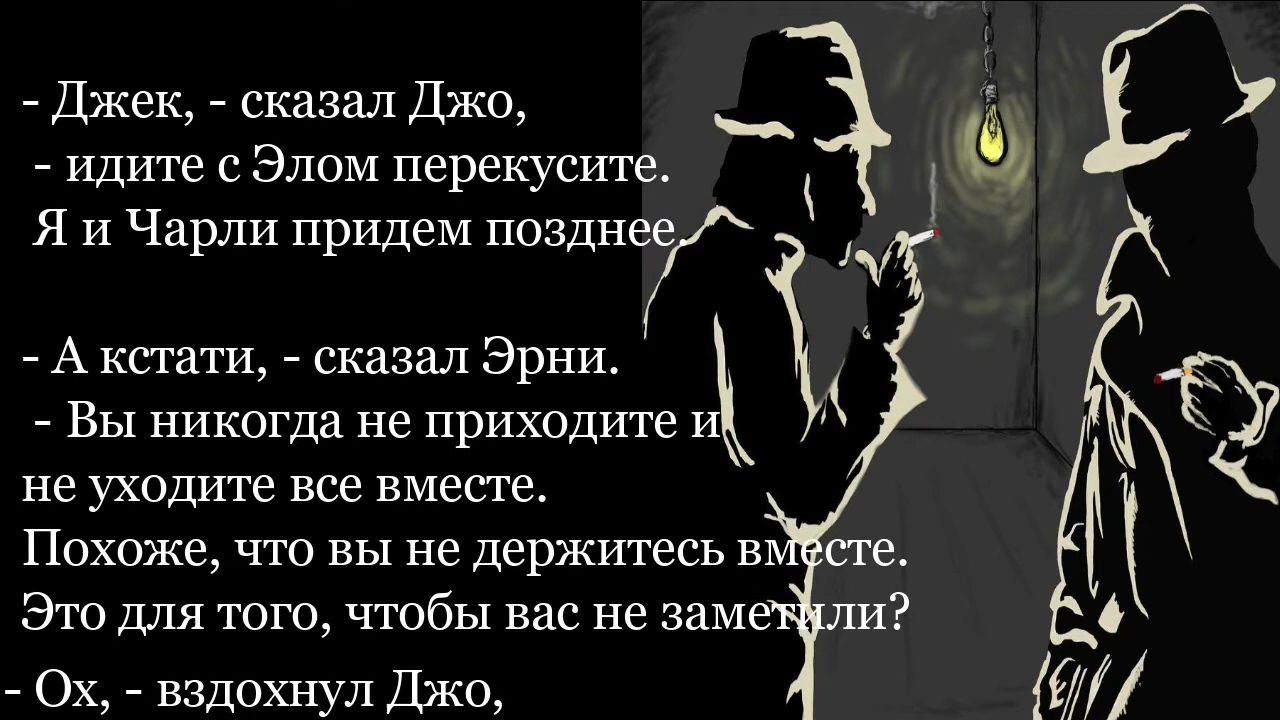 - Джек, - сказал Джо,
- идите с Элом перекусите.
Я и Чарли придем позднее.
- А кстати, - сказал Эрни.
- Вы никогда не приходите и
не уходите все вместе.
Похоже, что вы не держитесь вместе.
Это для того, чтобы вас не заметили?
- Ох, - вздохнул Джо,